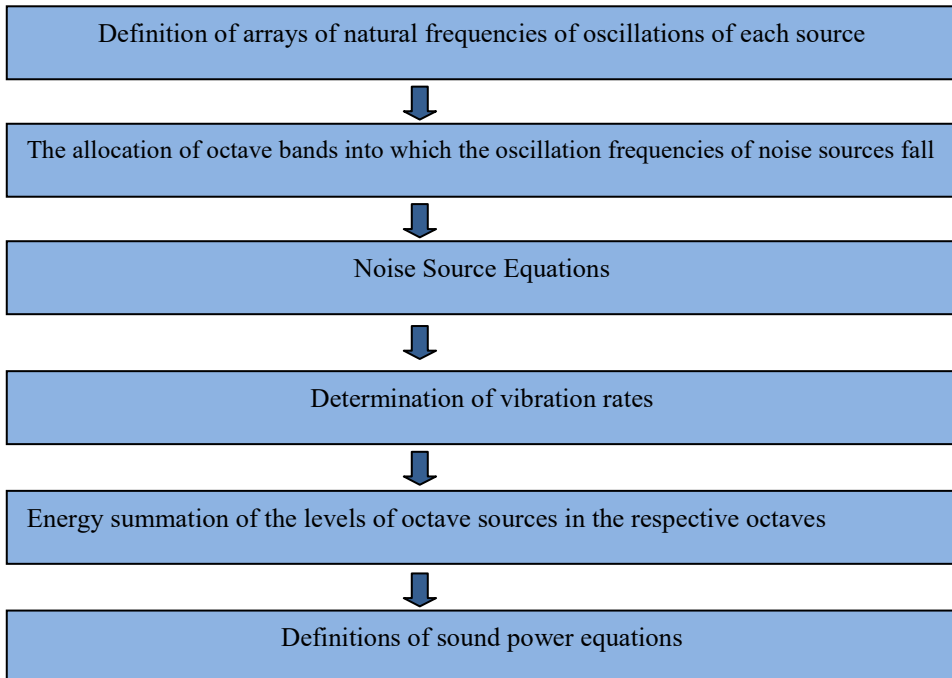 Definition of arrays of natural frequencies of oscillations of each source
The allocation of octave bands into which the oscillation frequencies of noise sources fall
Noise Source Equations
Determination of vibration rates
Energy summation of the levels of octave sources in the respective octaves
Definitions of sound power equations